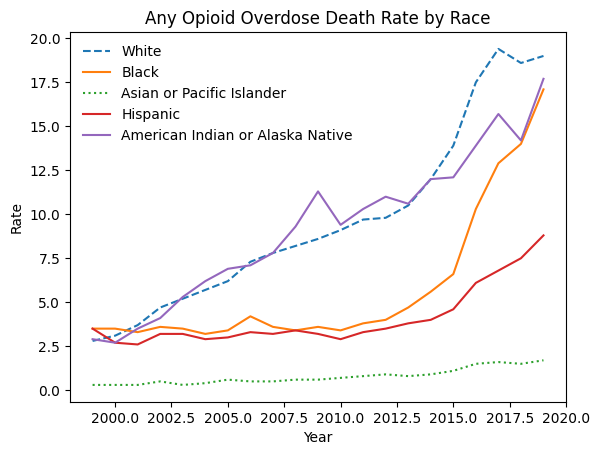 Any Opioid Overdose Death Rate by Race
20.0
17.5
15.0
12.5
10.0
7.5
5.0
2.5
0.0
Rate
White
Black
Asian or Pacific Islander
Hispanic
American Indian or Alaska Native
2000.0 2002.5 2005.0 2007.5 2010.0 2012.5 2015.0 2017.5 2020.0
Year